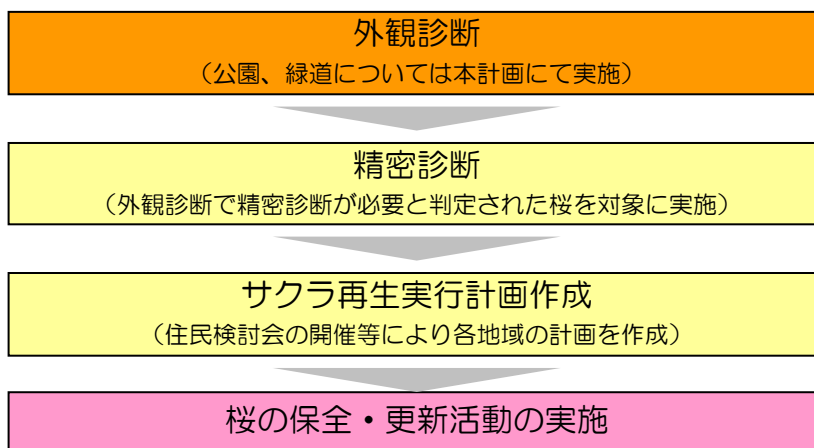 外観診断
（公園、緑道については本計画にて実施）
精密診断
（外観診断で精密診断が必要と判定された桜を対象に実施）
サクラ再生実行計画作成
（住民検討会の開催等により各地域の計画を作成）
桜の保全・更新活動の実施